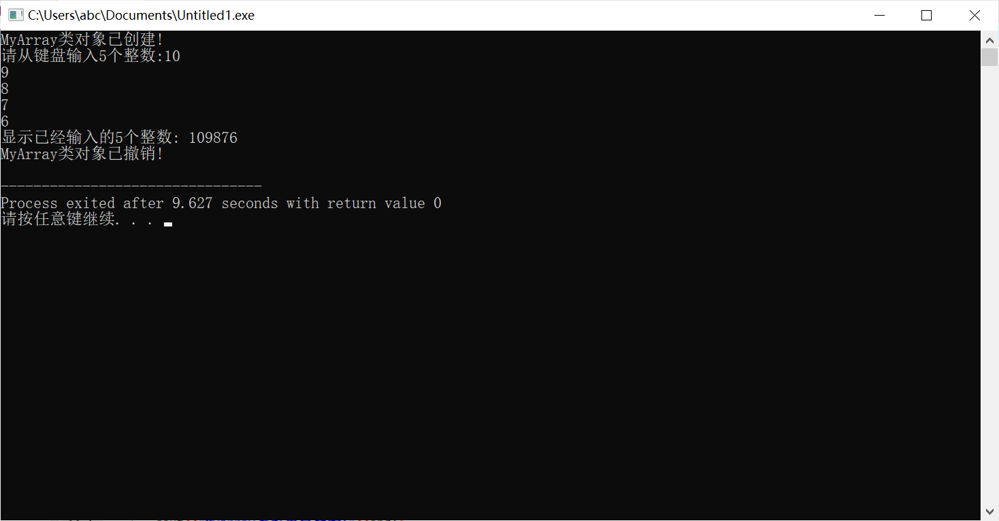 C:\Users\abc\Documents\Untitled1.exe
MyArray类对象已创建!
请从键盘输入5个整数:10
9
8
7
6
显示已经输入的5个整数: 109876
MyArray类对象已撤销!
--------------------------------
Process exited after 9.627 seconds with return value 0
请按任意键继续. . .